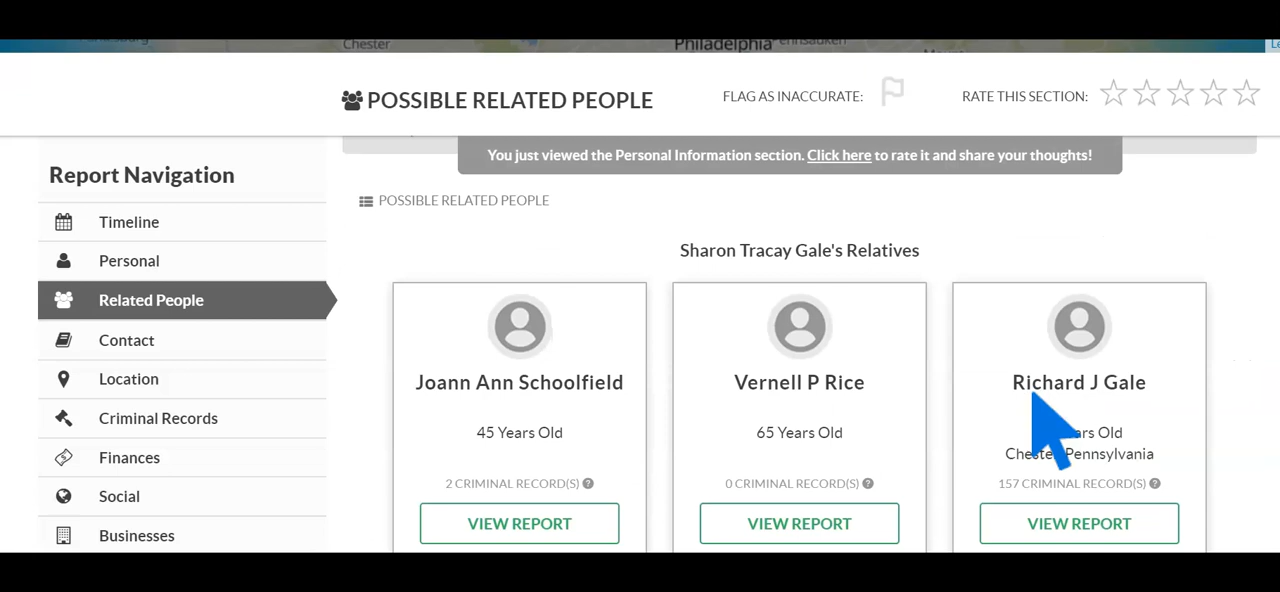 Chester
Philadelphia
Pennsauken
POSSIBLE RELATED PEOPLE
FLAG AS INACCURATE:
RATE THIS SECTION:
You just viewed the Personal Information section. Click here to rate it and share your thoughts!
Report Navigation
Timeline
Personal
Related People
Contact
Location
Criminal Records
Finances
Social
Businesses
POSSIBLE RELATED PEOPLE
Sharon Tracay Gale's Relatives
Joann Ann Schoolfield
45 Years Old
2 CRIMINAL RECORD(S)
VIEW REPORT
Vernell P Rice
65 Years Old
0 CRIMINAL RECORD(S)
VIEW REPORT
Richard J Gale
Old
Pennsylvania
157 CRIMINAL RECORD(S)
VIEW REPORT